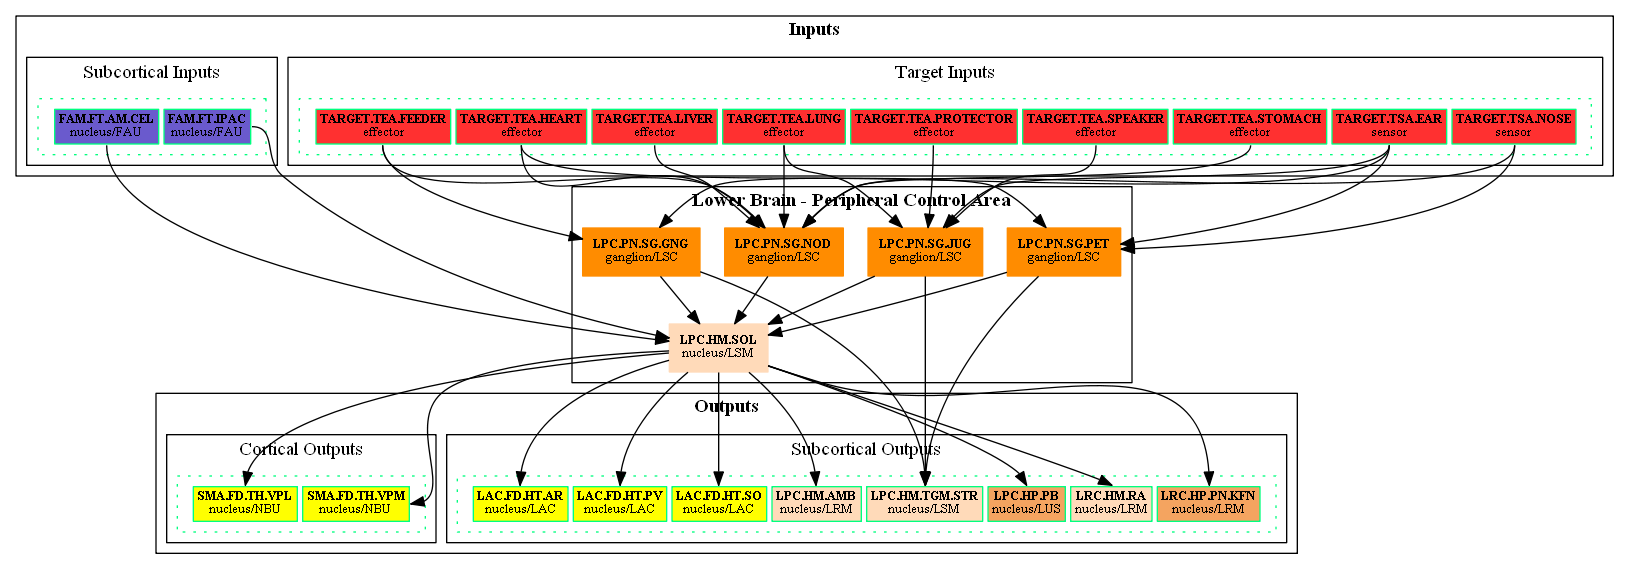 Inputs
Subcortical Inputs
Target Inputs
FAM.FT.AM.CEL
nucleus/FAU
FAM.FT.IPAC
nucleus/FAU
TARGET.TEA.FEEDER
effector
TARGET.TEA.HEART
effector
TARGET.TEA.LIVER
effector
TARGET.TEA.LUNG
effector
TARGET.TEA.PROTECTOR
effector
TARGET.TEA.SPEAKER
effector
TARGET.TEA.STOMACH
effector
TARGET.TSA.EAR
sensor
TARGET.TSA.NOSE
sensor
Lower Brain - Peripheral Control Area
LPC.PN.SG.GNG
ganglion/LSC
LPC.PN.SG.NOD
ganglion/LSC
LPC.PN.SG.JUG
ganglion/LSC
LPC.PN.SG.PET
ganglion/LSC
LPC.HM.SOL
nucleus/LSM
Outputs
Cortical Outputs
Subcortical Outputs
SMA.FD.TH.VPL
nucleus/NBU
SMA.FD.TH.VPM
nucleus/NBU
LAC.FD.HT.AR
nucleus/LAC
LAC.FD.HT.PV
nucleus/LAC
LAC.FD.HT.SO
nucleus/LAC
LPC.HM.AMB
nucleus/LRM
LPC.HM.TGM.STR
nucleus/LSM
LPC.HP.PB
nucleus/LUS
LRC.HM.RA
nucleus/LRM
LRC.HP.PN.KFN
nucleus/LRM